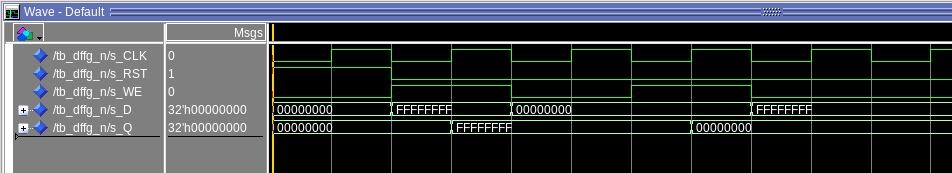 Wave - Default
Msgs
/tb_dffg_n/s_CLK 0
/tb_dffg_n/s_RST 1
/tb_dffg_n/s_WE 0
/tb_dffg_n/s_D 32'h00000000 00000000 FFFFFFFF 00000000 FFFFFFFF
/tb_dffg_n/s_Q 32'h00000000 00000000 FFFFFFFF 00000000